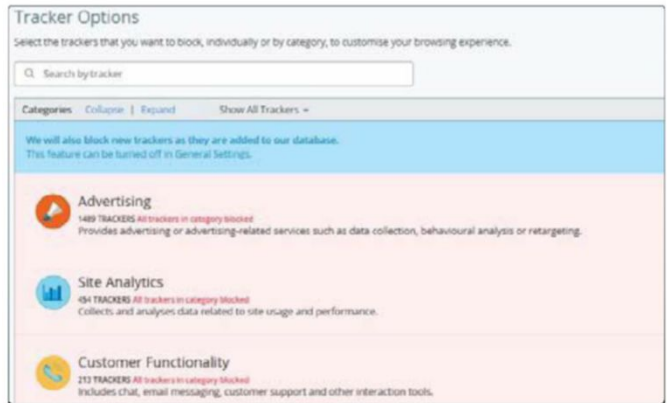 Tracker Options
Select the trackers that you want to block, individually or by category, to customise your browsing experience.
Search by tracker
Categories Collapse | Expand Show All Trackers
We will also block new trackers as they are added to our database.
This feature can be turned off in General Settings.
Advertising
1489 TRACKERS All trackers in category blocked
Provides advertising or advertising-related services such as data collection, behavioural analysis or retargeting.
Site Analytics
454 TRACKERS All trackers in category blocked
Collects and analyses data related to site usage and performance.
Customer Functionality
213 TRACKERS All trackers in category blocked
Includes chat, email messaging, customer support and other interaction tools.